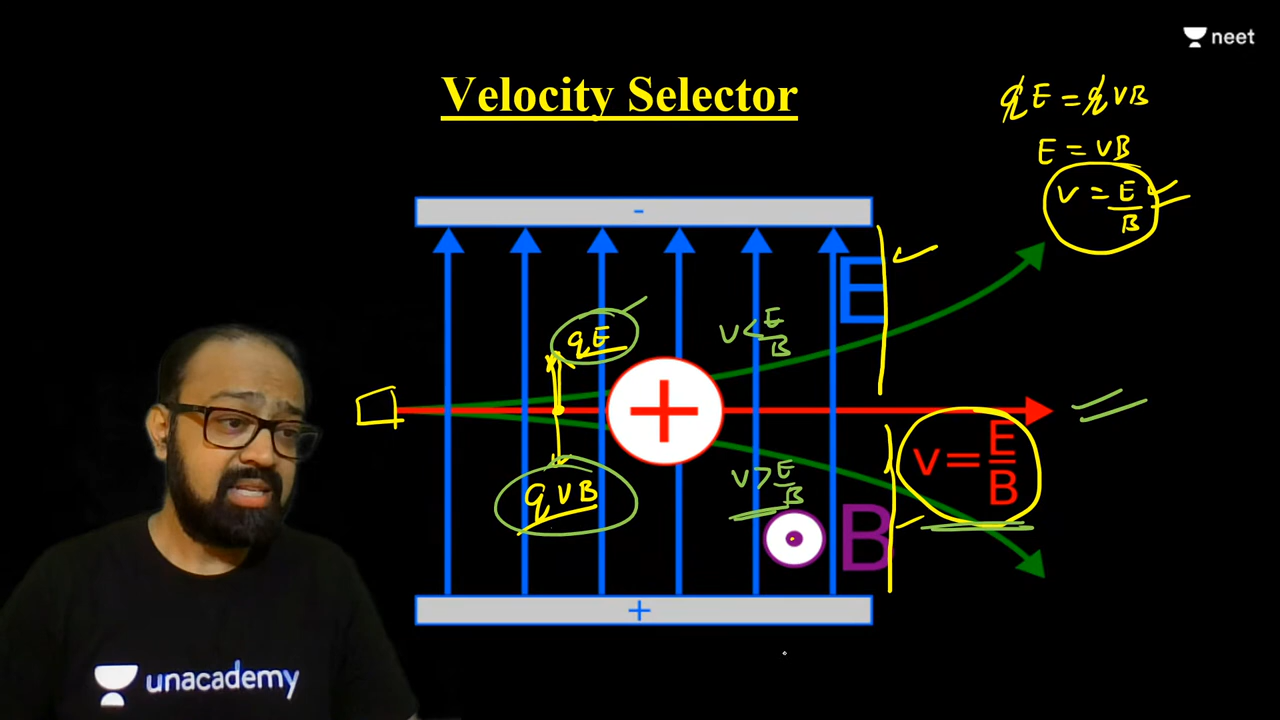 neet
Velocity Selector
qE = qVB
E = VB
V = E/B
-
E
qE
V < E/B
+
v = E/B
qVB
V > E/B
B
+
unacademy